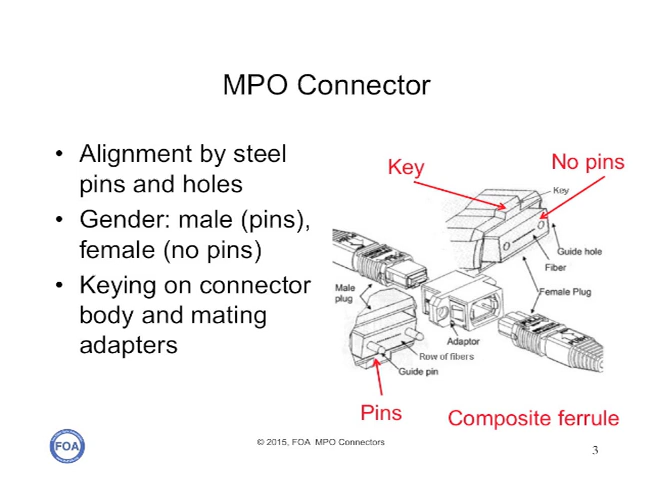 MPO Connector
• Alignment by steel
pins and holes
• Gender: male (pins),
female (no pins)
• Keying on connector
body and mating
adapters
Key
No pins
Key
Guide hole
Fiber
Male
plug
Female Plug
Adaptor
Row of fibers
Guide pin
Pins
Composite ferrule
FOA
© 2015, FOA MPO Connectors
3